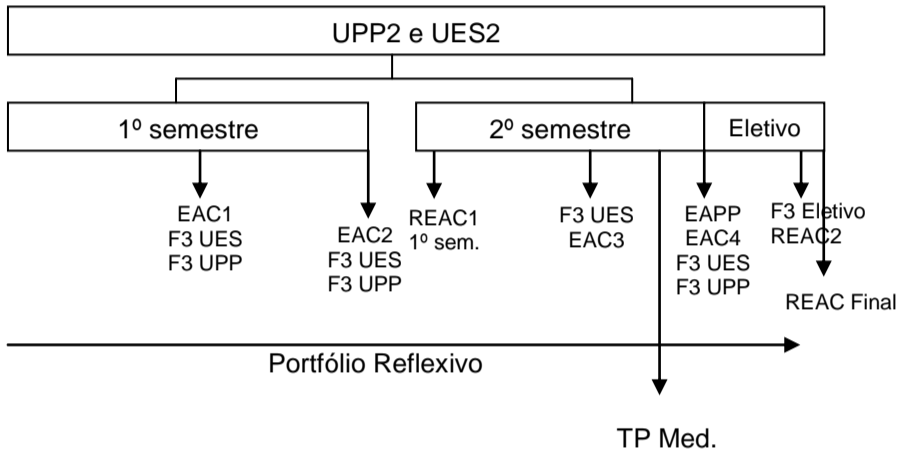 UPP2 e UES2
1º semestre
2º semestre
Eletivo
EAC1
F3 UES
F3 UPP
EAC2
F3 UES
F3 UPP
REAC1
1º sem.
F3 UES
EAC3
EAPP
EAC4
F3 UES
F3 UPP
F3 Eletivo
REAC2
REAC Final
Portfólio Reflexivo
TP Med.